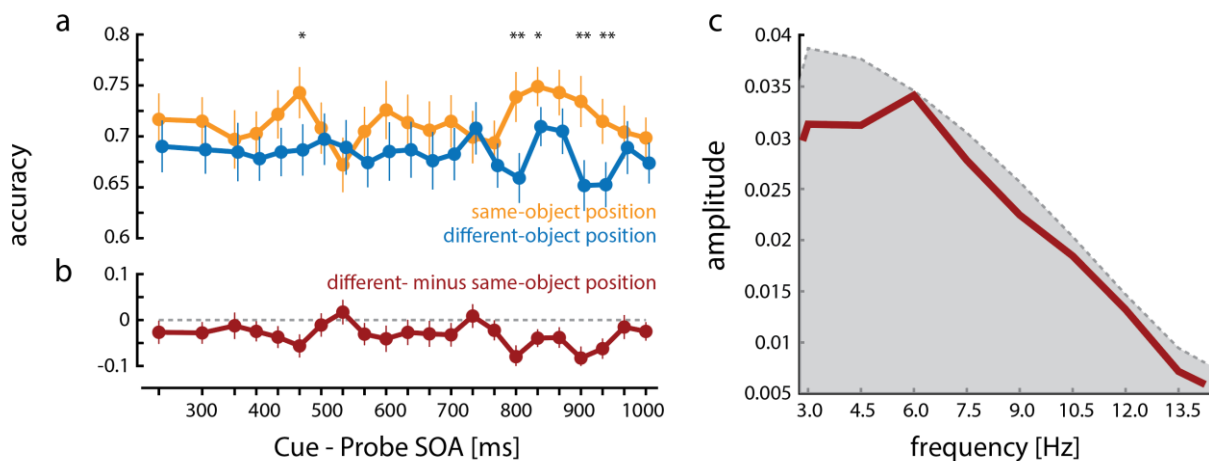 a
0.8
0.75
0.7
0.65
0.6
accuracy
* ** * ** **
same-object position
different-object position
b
0.1
0
-0.1
different- minus same-object position
300 400 500 600 700 800 900 1000
Cue - Probe SOA [ms]
c
0.04
0.035
0.03
0.025
0.02
0.015
0.01
0.005
amplitude
3.0 4.5 6.0 7.5 9.0 10.5 12.0 13.5
frequency [Hz]